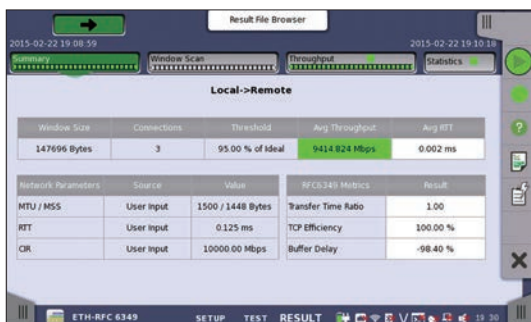 Result File Browser
2015-02-22 19:08:59
2015-02-22 19:10:18
Summary
Window Scan
Throughput
Statistics
Local->Remote
Window Size Connections Threshold Avg Throughput Avg RTT
147696 Bytes 3 95.00 % of Ideal 9414.824 Mbps 0.002 ms
Network Parameters Source Value
MTU / MSS User Input 1500 / 1448 Bytes
RTT User Input 0.125 ms
CIR User Input 10000.00 Mbps
RFC6349 Metrics Result
Transfer Time Ratio 1.00
TCP Efficiency 100.00 %
Buffer Delay -98.40 %
ETH-RFC 6349
SETUP TEST RESULT
19 30